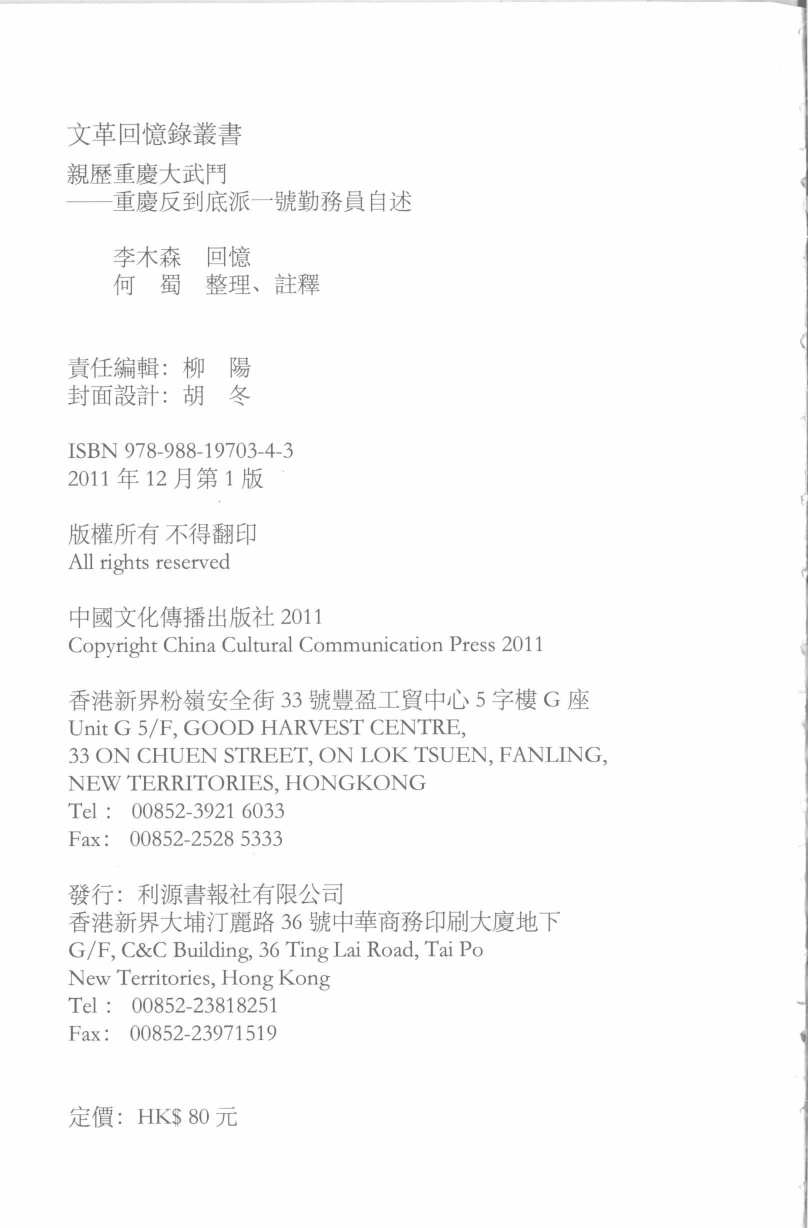 文革回憶錄叢書
親歷重慶大武鬥
——重慶反到底派一號勤務員自述
李木森　回憶
何　蜀　整理、註釋
責任編輯：柳　陽
封面設計：胡　冬
ISBN 978-988-19703-4-3
2011 年 12 月第 1 版
版權所有 不得翻印
All rights reserved
中國文化傳播出版社 2011
Copyright China Cultural Communication Press 2011
香港新界粉嶺安全街 33 號豐盈工貿中心 5 字樓 G 座
Unit G 5/F, GOOD HARVEST CENTRE,
33 ON CHUEN STREET, ON LOK TSUEN, FANLING,
NEW TERRITORIES, HONGKONG
Tel： 00852-3921 6033
Fax： 00852-2528 5333
發行：利源書報社有限公司
香港新界大埔汀麗路 36 號中華商務印刷大廈地下
G/F, C&C Building, 36 Ting Lai Road, Tai Po
New Territories, Hong Kong
Tel： 00852-23818251
Fax： 00852-23971519
定價：HK$ 80 元